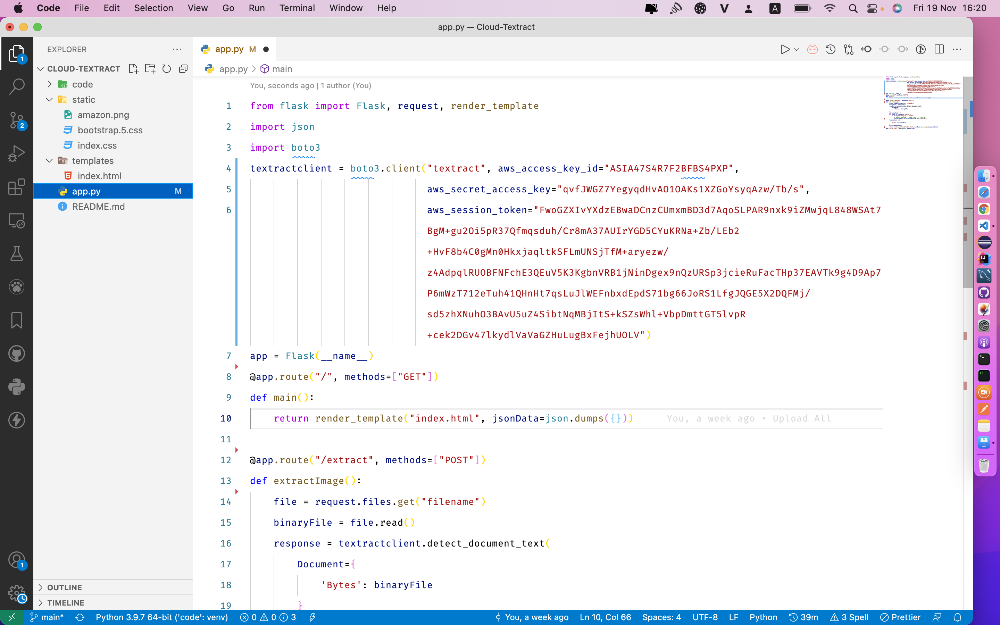 Code File Edit Selection View Go Run Terminal Window Help
Fri 19 Nov 16:20
app.py — Cloud-Textract
EXPLORER
CLOUD-TEXTRACT
code
static
amazon.png
bootstrap.5.css
index.css
templates
index.html
app.py M
README.md
OUTLINE
TIMELINE
app.py M
app.py > main
You, seconds ago | 1 author (You)
1 from flask import Flask, request, render_template
2 import json
3 import boto3
4 textractclient = boto3.client("textract", aws_access_key_id="ASIA47S4R7F2BFBS4PXP",
5 aws_secret_access_key="qvfJWGZ7YegyqdHvAO1OAKs1XZGoYsyqAzw/Tb/s",
6 aws_session_token="FwoGZXIvYXdzEBwaDCnzCUmxmBD3d7AqoSLPAR9nxk9iZMwjqL848WSAt7
BgM+gu2Oi5pR37Qfmqsduh/Cr8mA37AUIrYGD5CYuKRNa+Zb/LEb2
+HvF8b4C0gMn0HkxjaqltkSFLmUNSjTfM+aryezw/
z4AdpqlRUOBFNFchE3QEuV5K3KgbnVRB1jNinDgex9nQzURSp3jcieRuFacTHp37EAVTk9g4D9Ap7
P6mWzT712eTuh41QHnHt7qsLuJlWEFnbxdEpdS71bg66JoRS1LfgJQGE5X2DQFMj/
sd5zhXNuhO3BAvU5uZ4SibtNqMBjItS+kSZsWhl+VbpDmttGT5lvpR
+cek2DGv47lkydlVaVaGZHuLugBxFejhUOLV")
7 app = Flask(__name__)
8 @app.route("/", methods=["GET"])
9 def main():
10 return render_template("index.html", jsonData=json.dumps({})) You, a week ago • Upload All
11
12 @app.route("/extract", methods=["POST"])
13 def extractImage():
14 file = request.files.get("filename")
15 binaryFile = file.read()
16 response = textractclient.detect_document_text(
17 Document={
18 'Bytes': binaryFile
19 }
main* Python 3.9.7 64-bit ('code': venv) 0 0 3 You, a week ago Ln 10, Col 66 Spaces: 4 UTF-8 LF Python 39m 3 Spell Prettier